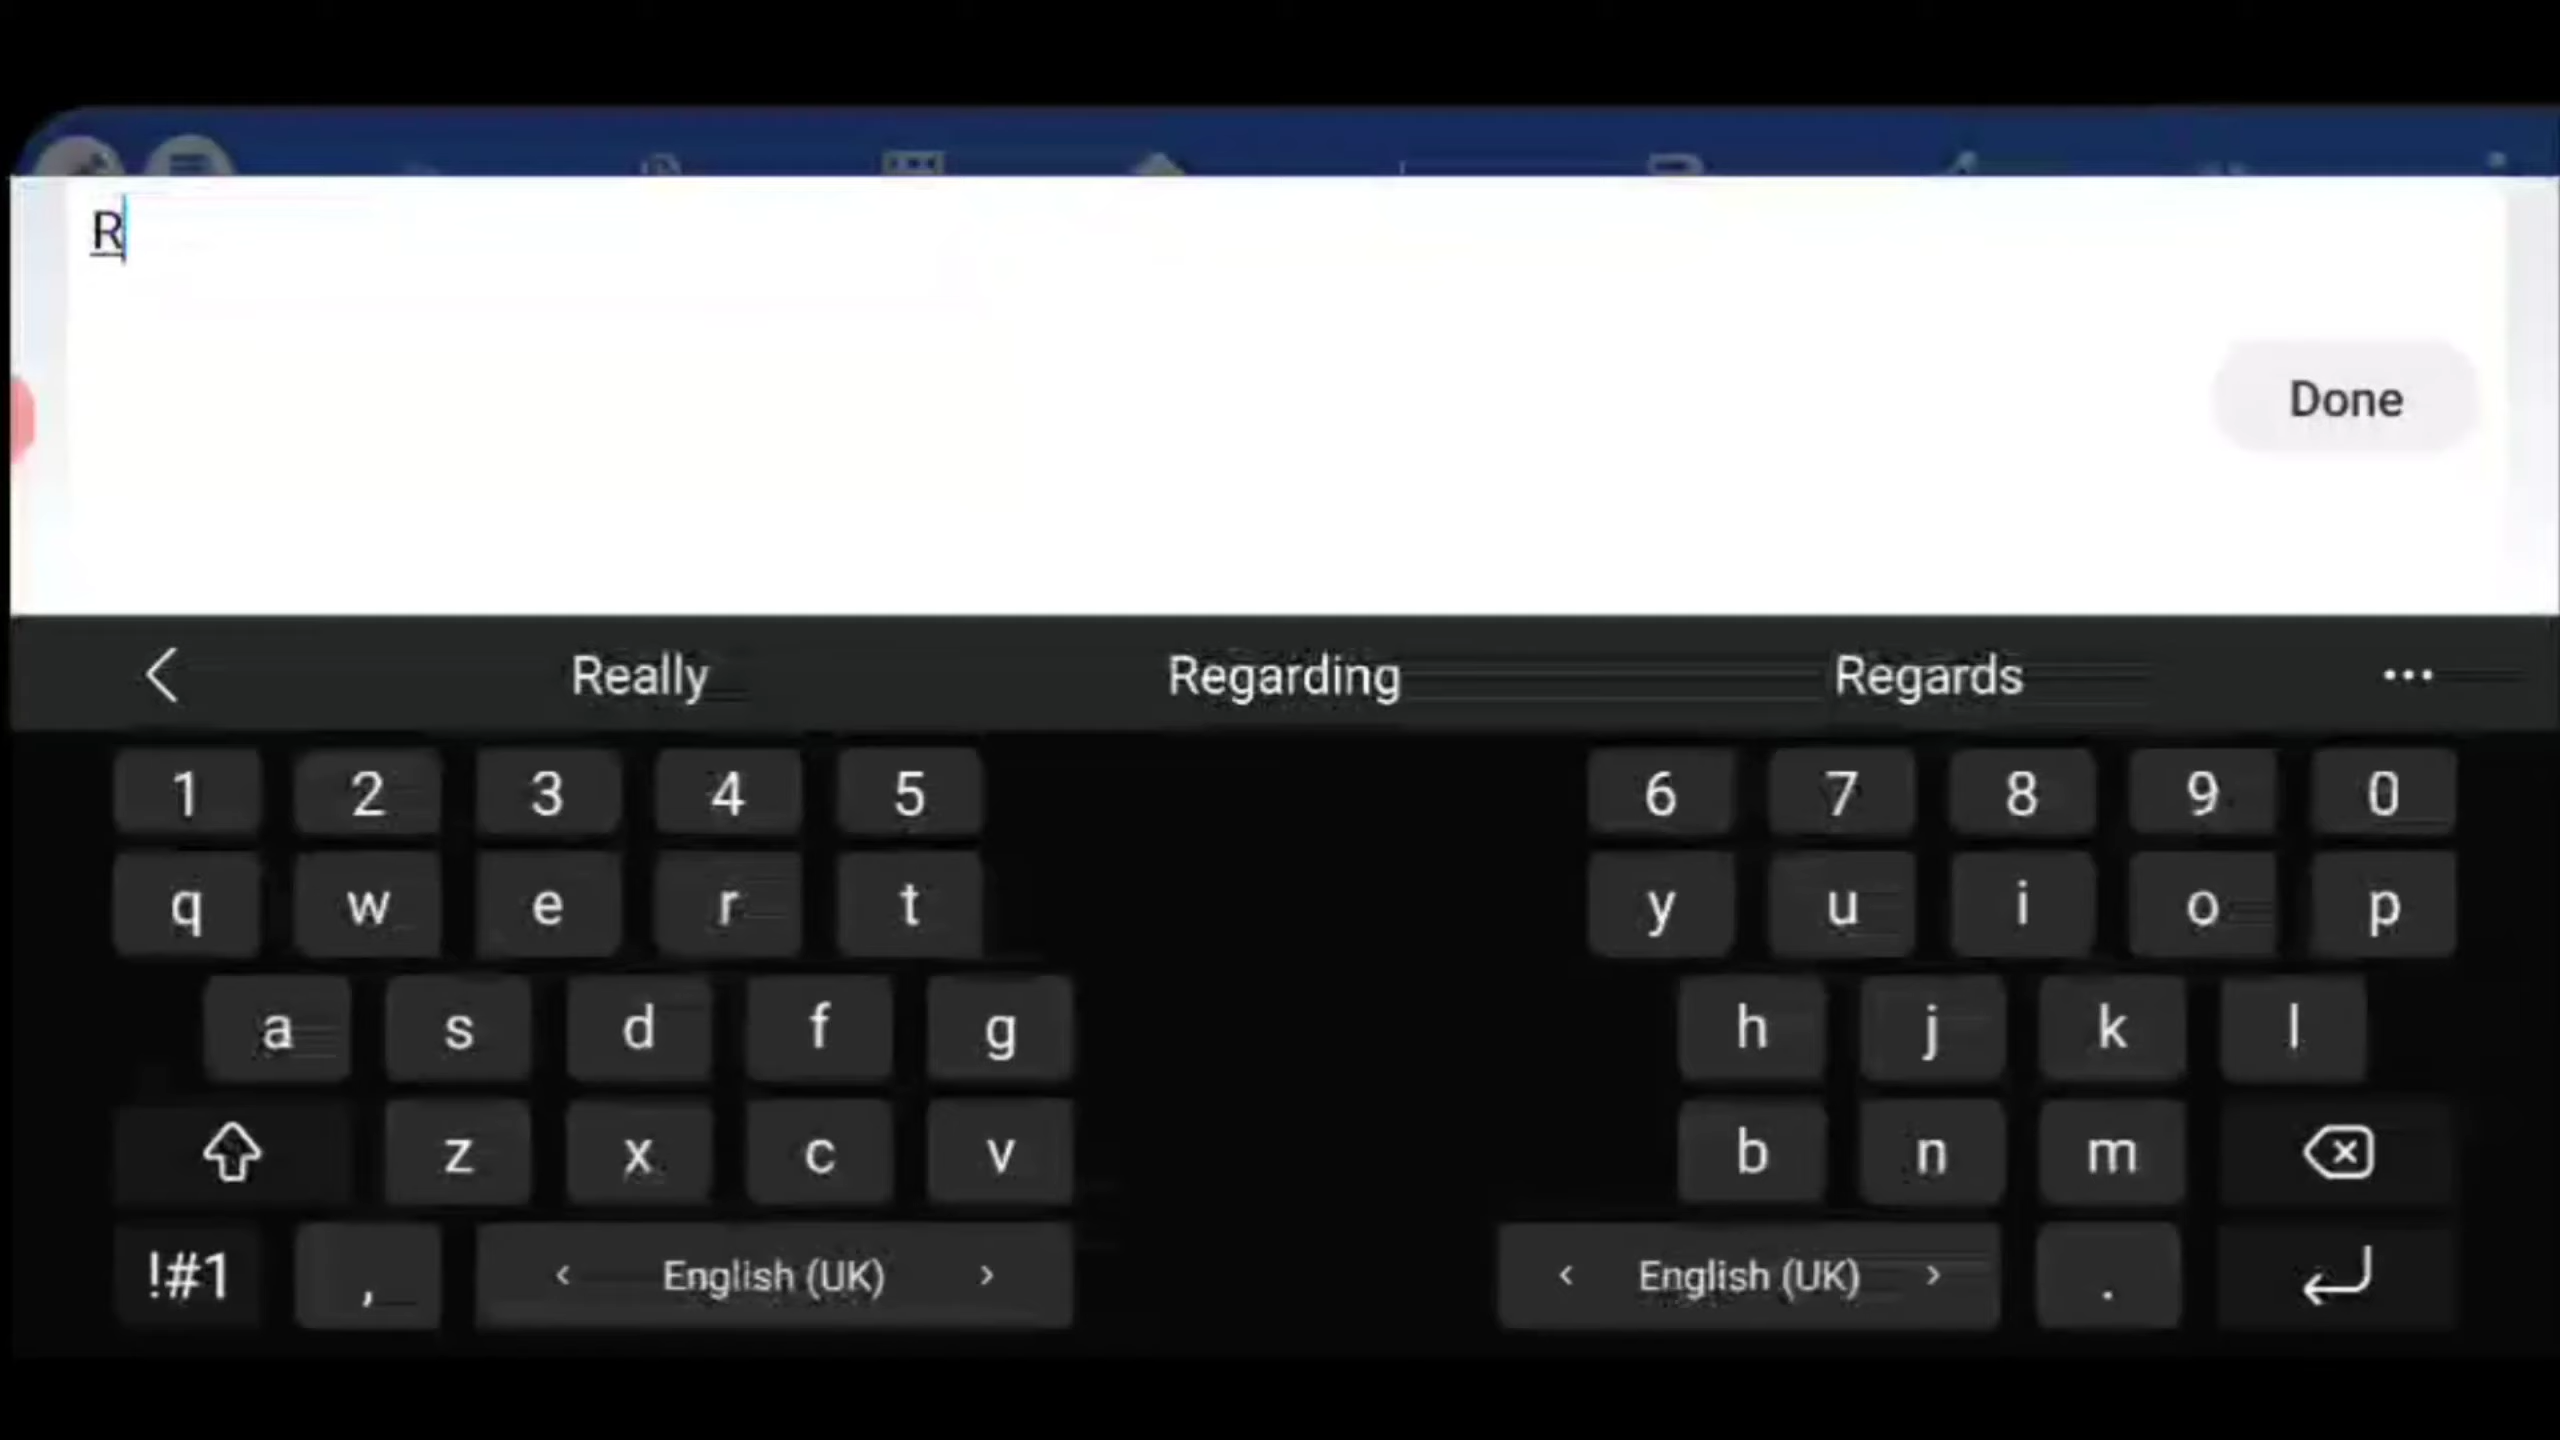 R
Done
Really Regarding Regards ...
1 2 3 4 5 6 7 8 9 0
q w e r t y u i o p
a s d f g h j k l
z x c v b n m
!#1 , < English (UK) > < English (UK) > .